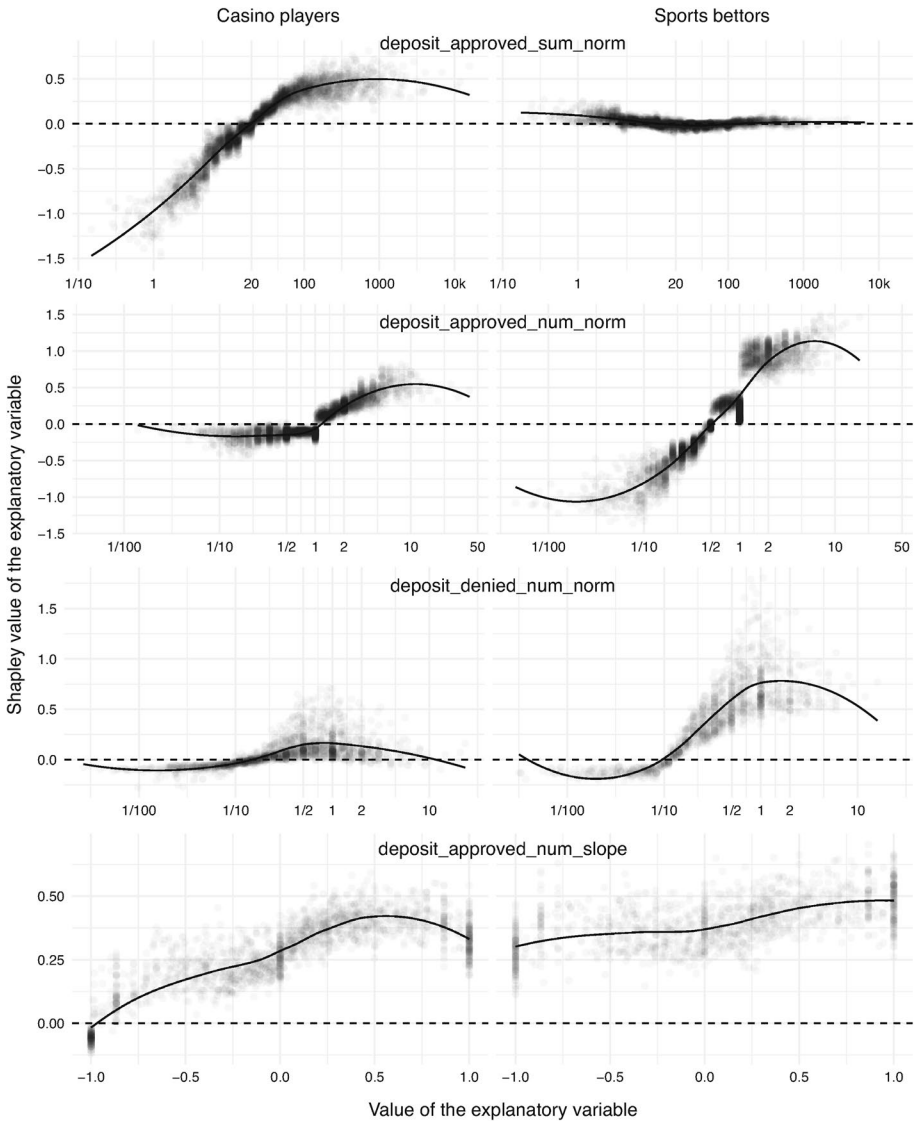 Casino players Sports bettors
deposit_approved_sum_norm
0.5
0.0
−0.5
−1.0
−1.5
1/10 1 20 100 1000 10k 1/10 1 20 100 1000 10k
deposit_approved_num_norm
1.5
1.0
0.5
0.0
−0.5
−1.0
−1.5
1/100 1/10 1/2 1 2 10 50 1/100 1/10 1/2 1 2 10 50
deposit_denied_num_norm
1.5
1.0
0.5
0.0
1/100 1/10 1/2 1 2 10 1/100 1/10 1/2 1 2 10
deposit_approved_num_slope
0.50
0.25
0.00
−1.0 −0.5 0.0 0.5 1.0 −1.0 −0.5 0.0 0.5 1.0
Shapley value of the explanatory variable
Value of the explanatory variable